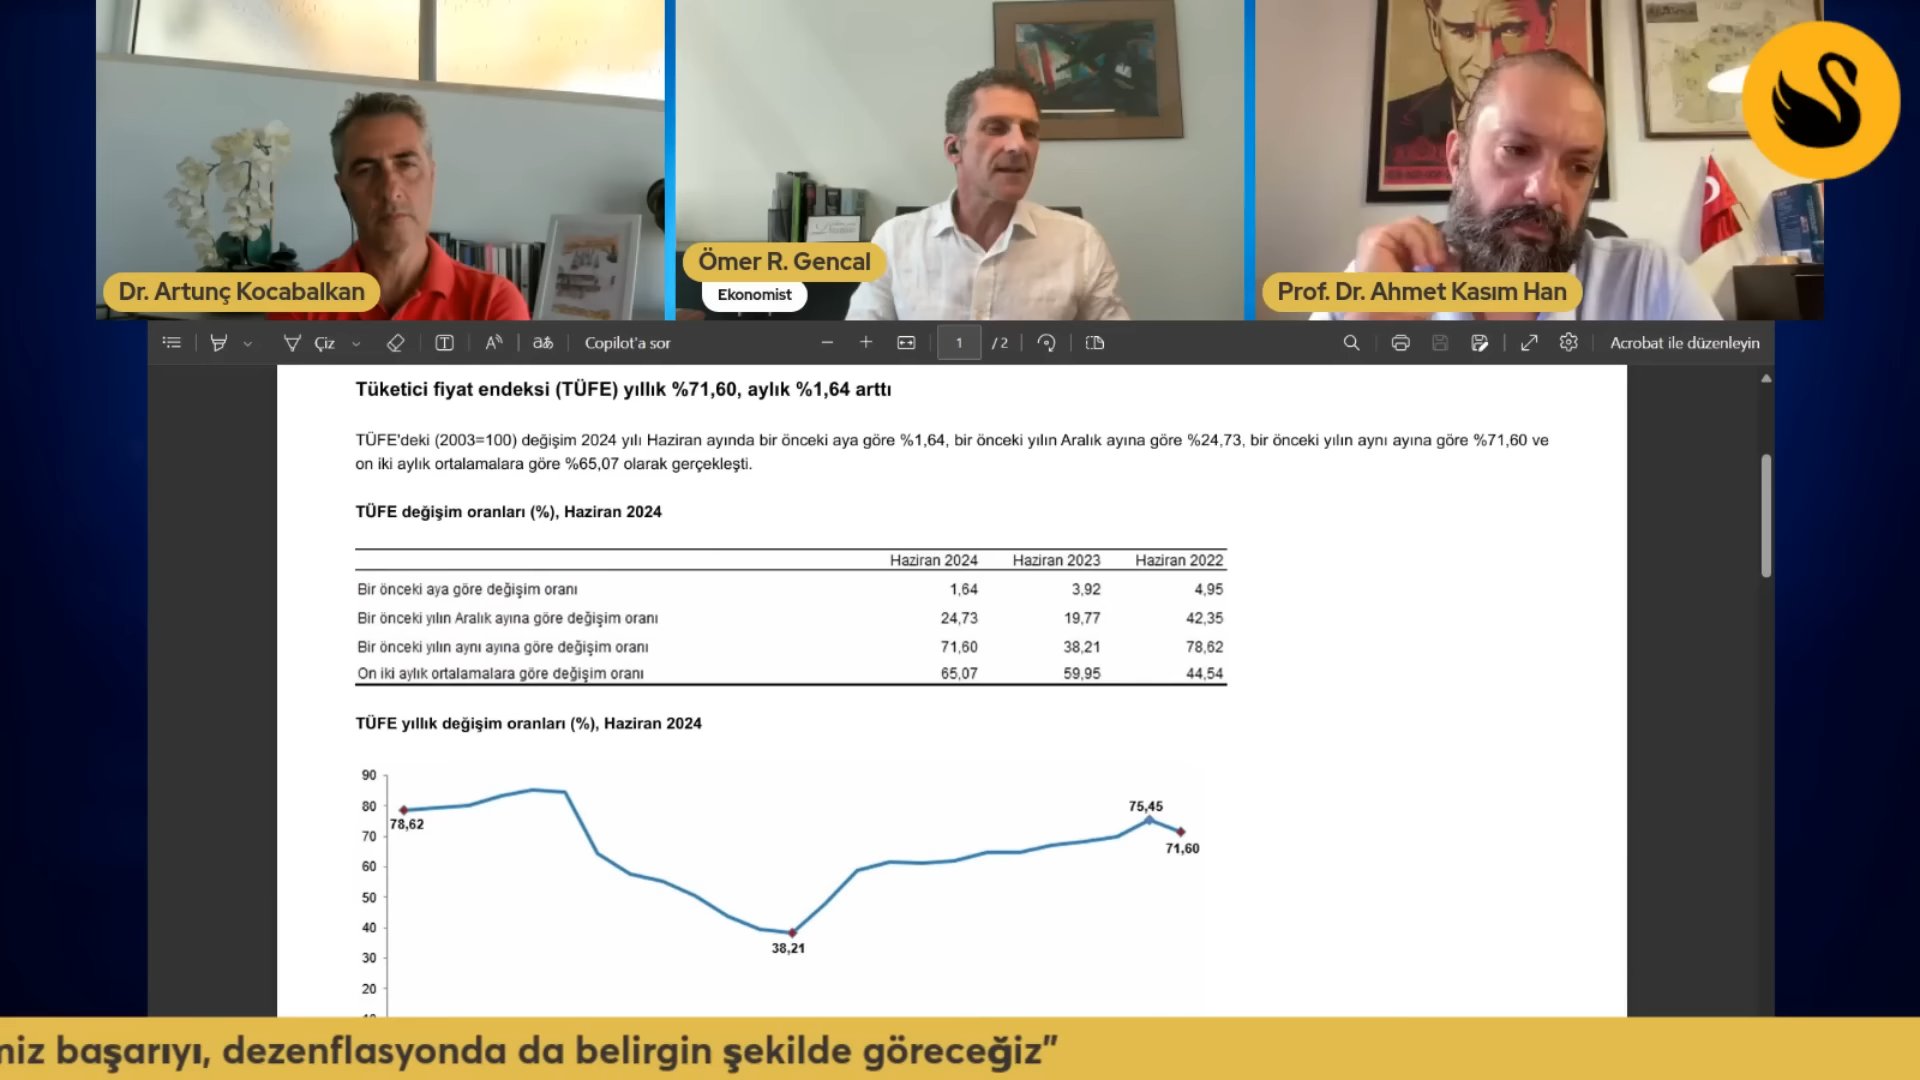 Dr. Artunç Kocabalkan
Ömer R. Gencal
Ekonomist
Prof. Dr. Ahmet Kasım Han
Çiz
Copilot'a sor
1 / 2
Acrobat ile düzenleyin
Tüketici fiyat endeksi (TÜFE) yıllık %71,60, aylık %1,64 arttı
TÜFE'deki (2003=100) değişim 2024 yılı Haziran ayında bir önceki aya göre %1,64, bir önceki yılın Aralık ayına göre %24,73, bir önceki yılın aynı ayına göre %71,60 ve
on iki aylık ortalamalara göre %65,07 olarak gerçekleşti.
TÜFE değişim oranları (%), Haziran 2024
Haziran 2024 Haziran 2023 Haziran 2022
Bir önceki aya göre değişim oranı 1,64 3,92 4,95
Bir önceki yılın Aralık ayına göre değişim oranı 24,73 19,77 42,35
Bir önceki yılın aynı ayına göre değişim oranı 71,60 38,21 78,62
On iki aylık ortalamalara göre değişim oranı 65,07 59,95 44,54
TÜFE yıllık değişim oranları (%), Haziran 2024
90
80
70
60
50
40
30
20
78,62
38,21
75,45
71,60
başarıyı, dezenflasyonda da belirgin şekilde göreceğiz”